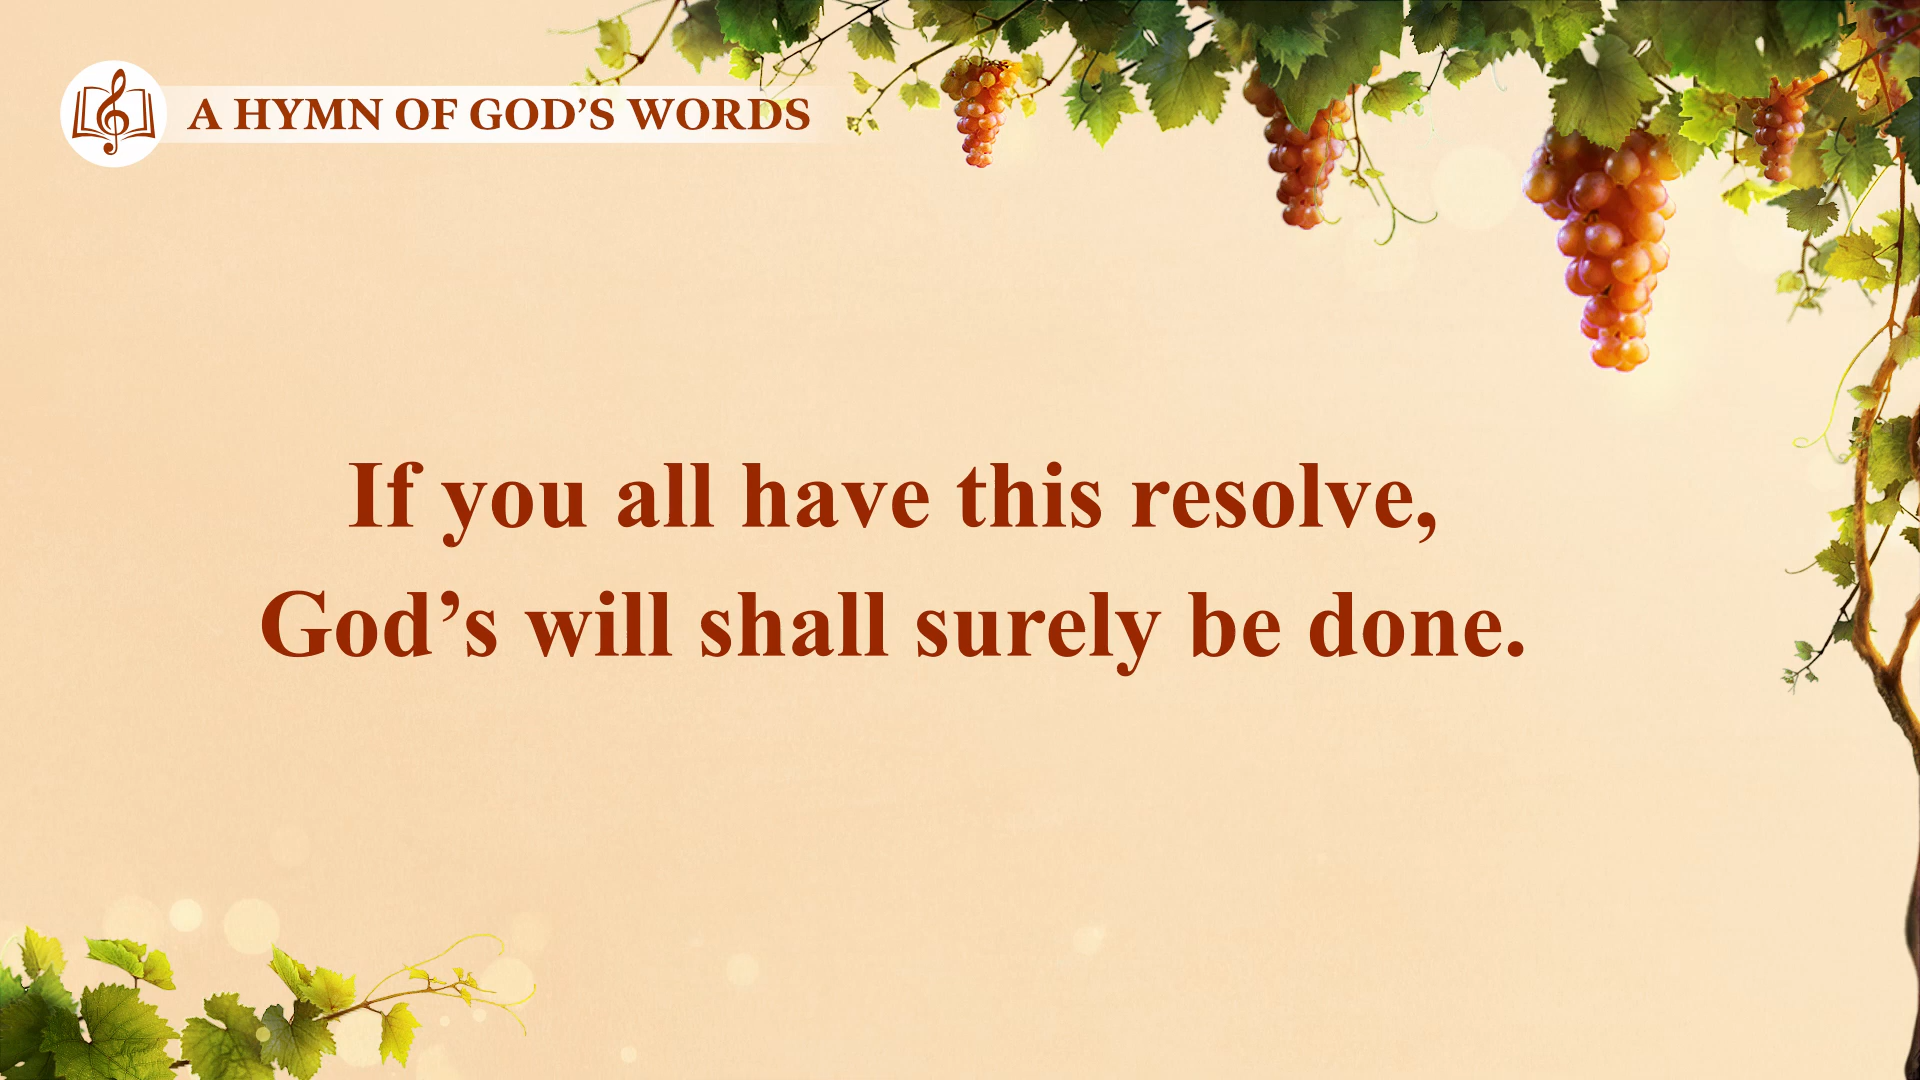 A HYMN OF GOD’S WORDS
If you all have this resolve,
God’s will shall surely be done.